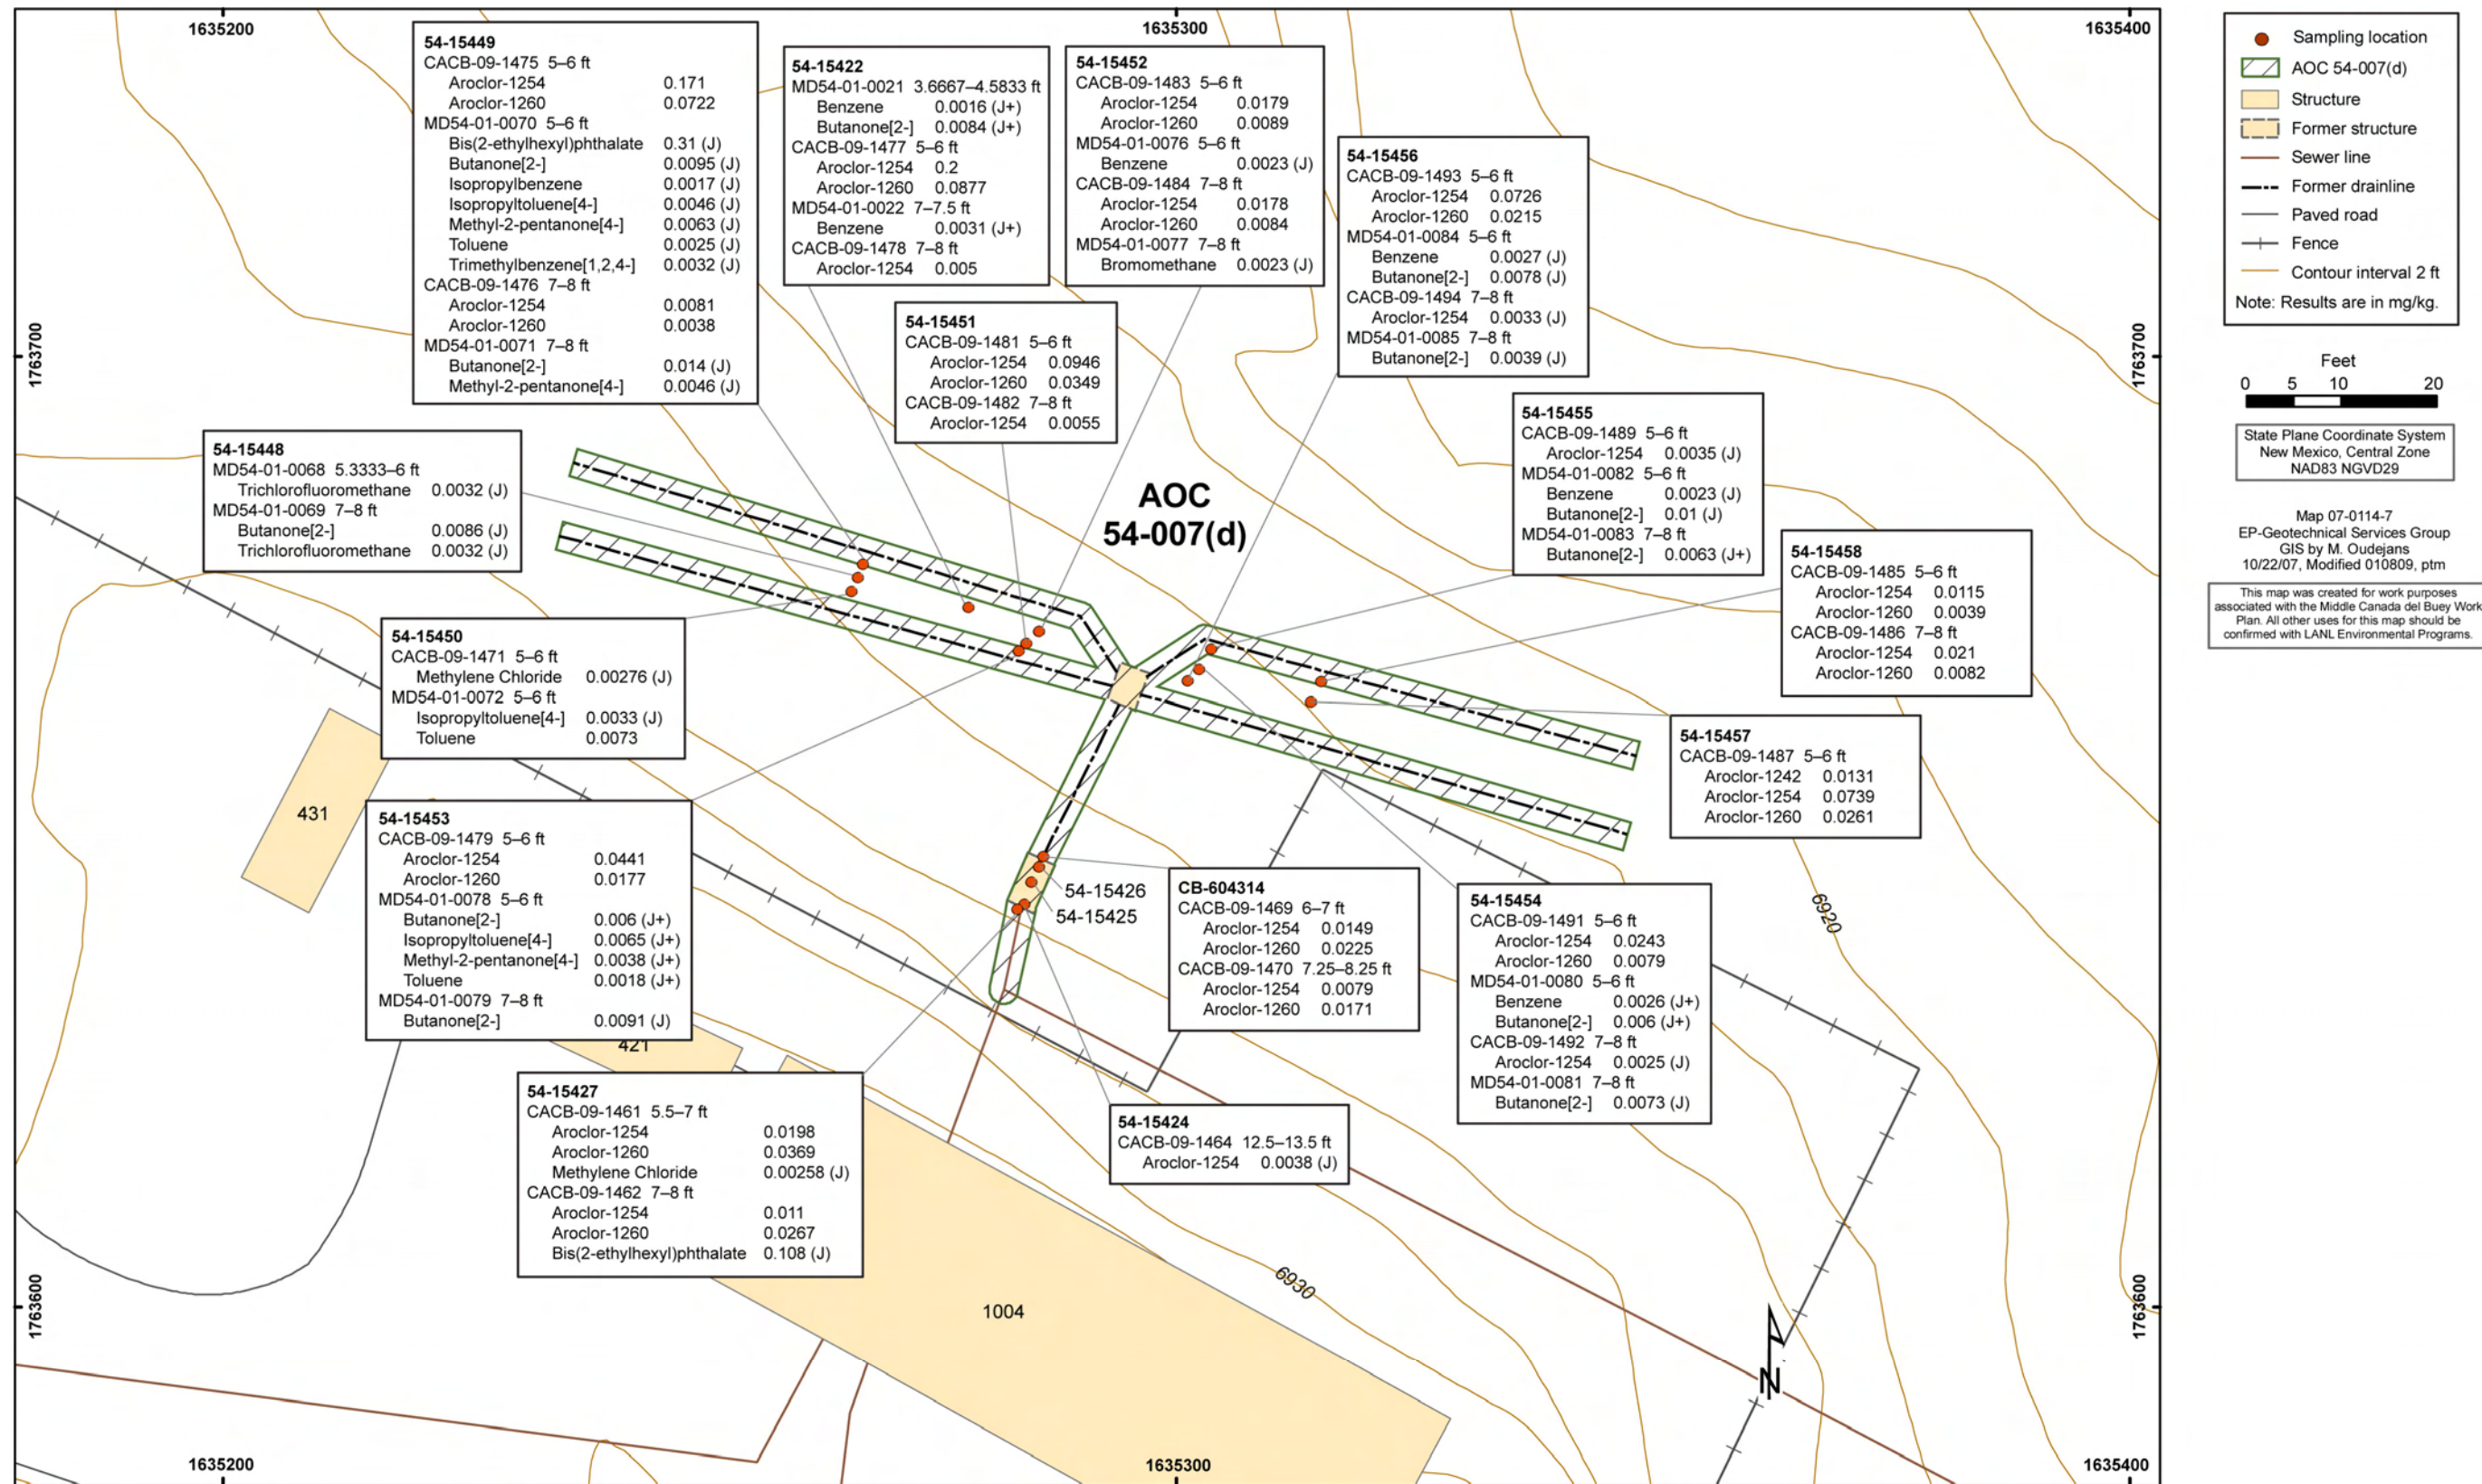 1635200
1635300
1635400
54-15449
CACB-09-1475 5–6 ft
Aroclor-1254 0.171
Aroclor-1260 0.0722
MD54-01-0070 5–6 ft
Bis(2-ethylhexyl)phthalate 0.31 (J)
Butanone[2-] 0.0095 (J)
Isopropylbenzene 0.0017 (J)
Isopropyltoluene[4-] 0.0046 (J)
Methyl-2-pentanone[4-] 0.0063 (J)
Toluene 0.0025 (J)
Trimethylbenzene[1,2,4-] 0.0032 (J)
CACB-09-1476 7–8 ft
Aroclor-1254 0.0081
Aroclor-1260 0.0038
MD54-01-0071 7–8 ft
Butanone[2-] 0.014 (J)
Methyl-2-pentanone[4-] 0.0046 (J)
54-15422
MD54-01-0021 3.6667–4.5833 ft
Benzene 0.0016 (J+)
Butanone[2-] 0.0084 (J+)
CACB-09-1477 5–6 ft
Aroclor-1254 0.2
Aroclor-1260 0.0877
MD54-01-0022 7–7.5 ft
Benzene 0.0031 (J+)
CACB-09-1478 7–8 ft
Aroclor-1254 0.005
54-15452
CACB-09-1483 5–6 ft
Aroclor-1254 0.0179
Aroclor-1260 0.0089
MD54-01-0076 5–6 ft
Benzene 0.0023 (J)
CACB-09-1484 7–8 ft
Aroclor-1254 0.0178
Aroclor-1260 0.0084
MD54-01-0077 7–8 ft
Bromomethane 0.0023 (J)
54-15456
CACB-09-1493 5–6 ft
Aroclor-1254 0.0726
Aroclor-1260 0.0215
MD54-01-0084 5–6 ft
Benzene 0.0027 (J)
Butanone[2-] 0.0078 (J)
CACB-09-1494 7–8 ft
Aroclor-1254 0.0033 (J)
MD54-01-0085 7–8 ft
Butanone[2-] 0.0039 (J)
54-15451
CACB-09-1481 5–6 ft
Aroclor-1254 0.0946
Aroclor-1260 0.0349
CACB-09-1482 7–8 ft
Aroclor-1254 0.0055
1763700
1763700
54-15455
CACB-09-1489 5–6 ft
Aroclor-1254 0.0035 (J)
MD54-01-0082 5–6 ft
Benzene 0.0023 (J)
Butanone[2-] 0.01 (J)
MD54-01-0083 7–8 ft
Butanone[2-] 0.0063 (J+)
54-15448
MD54-01-0068 5.3333–6 ft
Trichlorofluoromethane 0.0032 (J)
MD54-01-0069 7–8 ft
Butanone[2-] 0.0086 (J)
Trichlorofluoromethane 0.0032 (J)
AOC
54-007(d)
54-15458
CACB-09-1485 5–6 ft
Aroclor-1254 0.0115
Aroclor-1260 0.0039
CACB-09-1486 7–8 ft
Aroclor-1254 0.021
Aroclor-1260 0.0082
54-15450
CACB-09-1471 5–6 ft
Methylene Chloride 0.00276 (J)
MD54-01-0072 5–6 ft
Isopropyltoluene[4-] 0.0033 (J)
Toluene 0.0073
54-15457
CACB-09-1487 5–6 ft
Aroclor-1242 0.0131
Aroclor-1254 0.0739
Aroclor-1260 0.0261
431
54-15453
CACB-09-1479 5–6 ft
Aroclor-1254 0.0441
Aroclor-1260 0.0177
MD54-01-0078 5–6 ft
Butanone[2-] 0.006 (J+)
Isopropyltoluene[4-] 0.0065 (J+)
Methyl-2-pentanone[4-] 0.0038 (J+)
Toluene 0.0018 (J+)
MD54-01-0079 7–8 ft
Butanone[2-] 0.0091 (J)
54-15426
54-15425
CB-604314
CACB-09-1469 6–7 ft
Aroclor-1254 0.0149
Aroclor-1260 0.0225
CACB-09-1470 7.25–8.25 ft
Aroclor-1254 0.0079
Aroclor-1260 0.0171
54-15454
CACB-09-1491 5–6 ft
Aroclor-1254 0.0243
Aroclor-1260 0.0079
MD54-01-0080 5–6 ft
Benzene 0.0026 (J+)
Butanone[2-] 0.006 (J+)
CACB-09-1492 7–8 ft
Aroclor-1254 0.0025 (J)
MD54-01-0081 7–8 ft
Butanone[2-] 0.0073 (J)
6920
421
54-15427
CACB-09-1461 5.5–7 ft
Aroclor-1254 0.0198
Aroclor-1260 0.0369
Methylene Chloride 0.00258 (J)
CACB-09-1462 7–8 ft
Aroclor-1254 0.011
Aroclor-1260 0.0267
Bis(2-ethylhexyl)phthalate 0.108 (J)
54-15424
CACB-09-1464 12.5–13.5 ft
Aroclor-1254 0.0038 (J)
6930
1004
1763600
1763600
N
1635200
1635300
1635400
Sampling location
AOC 54-007(d)
Structure
Former structure
Sewer line
Former drainline
Paved road
Fence
Contour interval 2 ft
Note: Results are in mg/kg.
Feet
0 5 10 20
State Plane Coordinate System
New Mexico, Central Zone
NAD83 NGVD29
Map 07-0114-7
EP-Geotechnical Services Group
GIS by M. Oudejans
10/22/07, Modified 010809, ptm
This map was created for work purposes
associated with the Middle Canada del Buey Work
Plan. All other uses for this map should be
confirmed with LANL Environmental Programs.